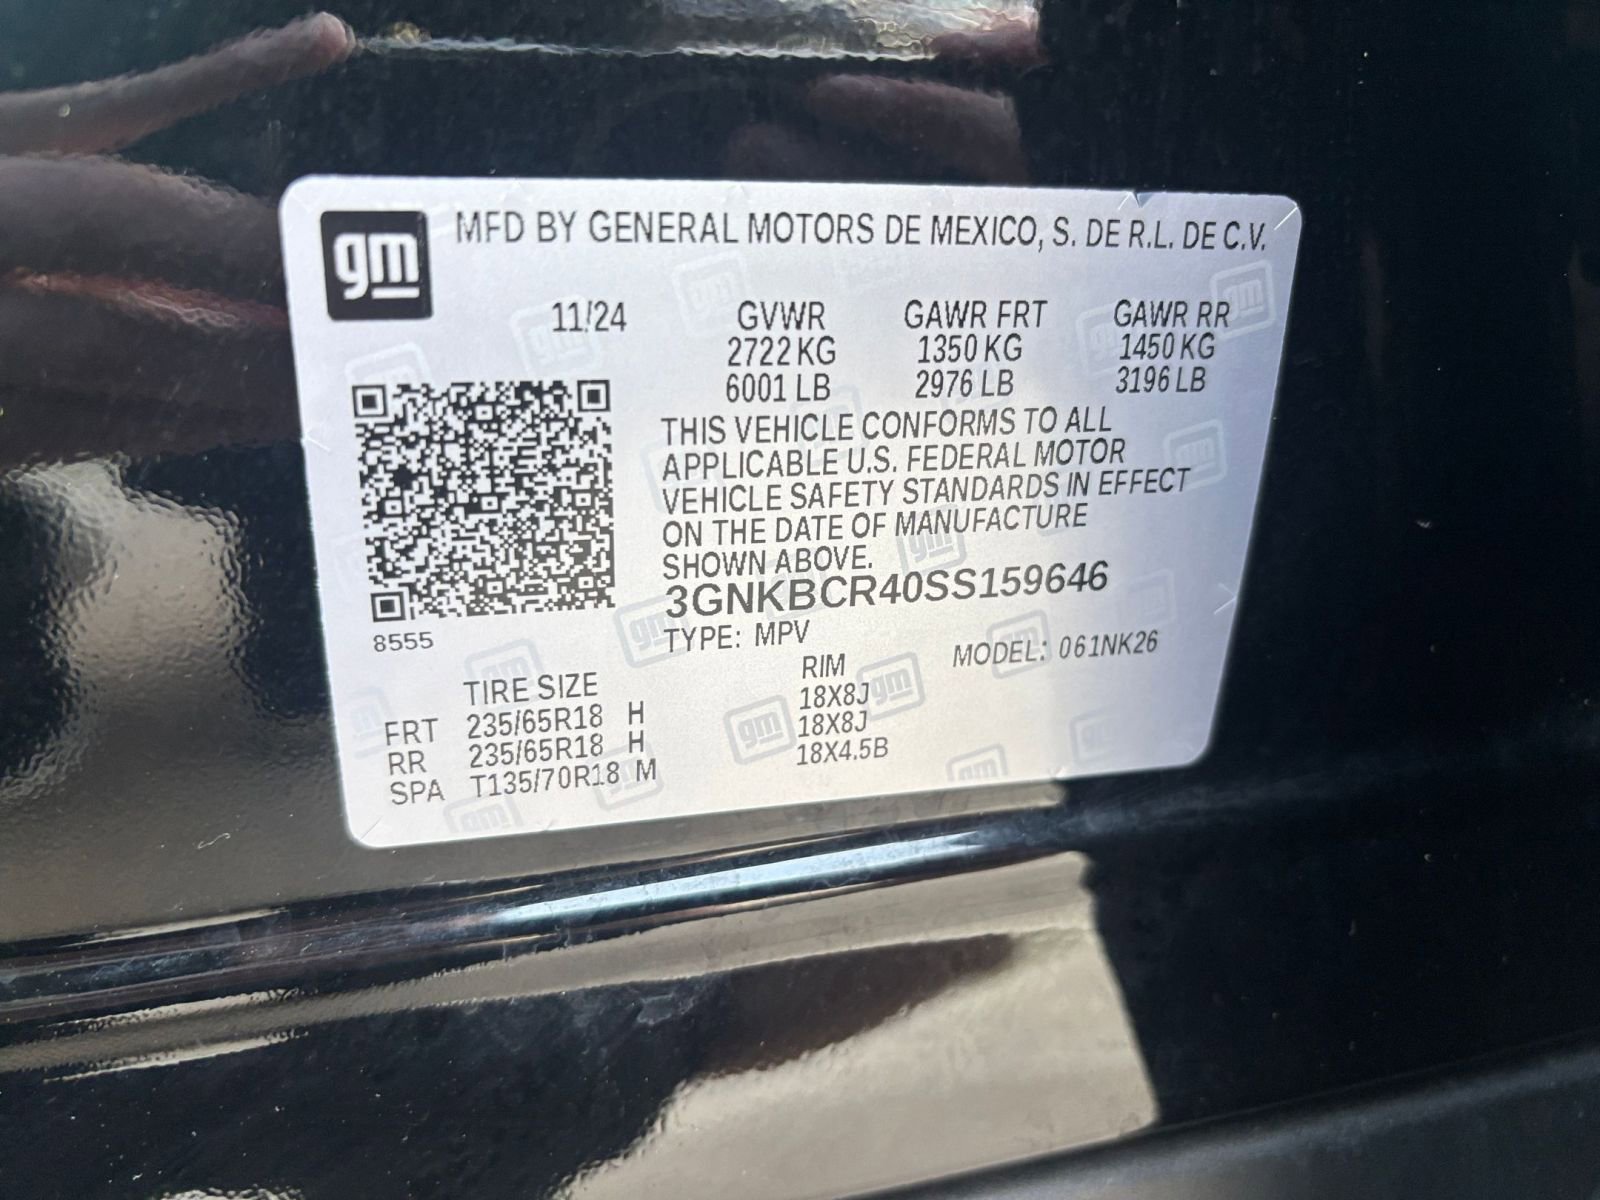 gm
MFD BY GENERAL MOTORS DE MEXICO, S. DE R.L. DE C.V.
11/24 GVWR GAWR FRT GAWR RR
2722 KG 1350 KG 1450 KG
6001 LB 2976 LB 3196 LB
THIS VEHICLE CONFORMS TO ALL
APPLICABLE U.S. FEDERAL MOTOR
VEHICLE SAFETY STANDARDS IN EFFECT
ON THE DATE OF MANUFACTURE
SHOWN ABOVE.
3GNKBCR40SS159646
8555
TYPE: MPV MODEL: 061NK26
TIRE SIZE RIM
FRT 235/65R18 H 18X8J
RR 235/65R18 H 18X8J
SPA T135/70R18 M 18X4.5B